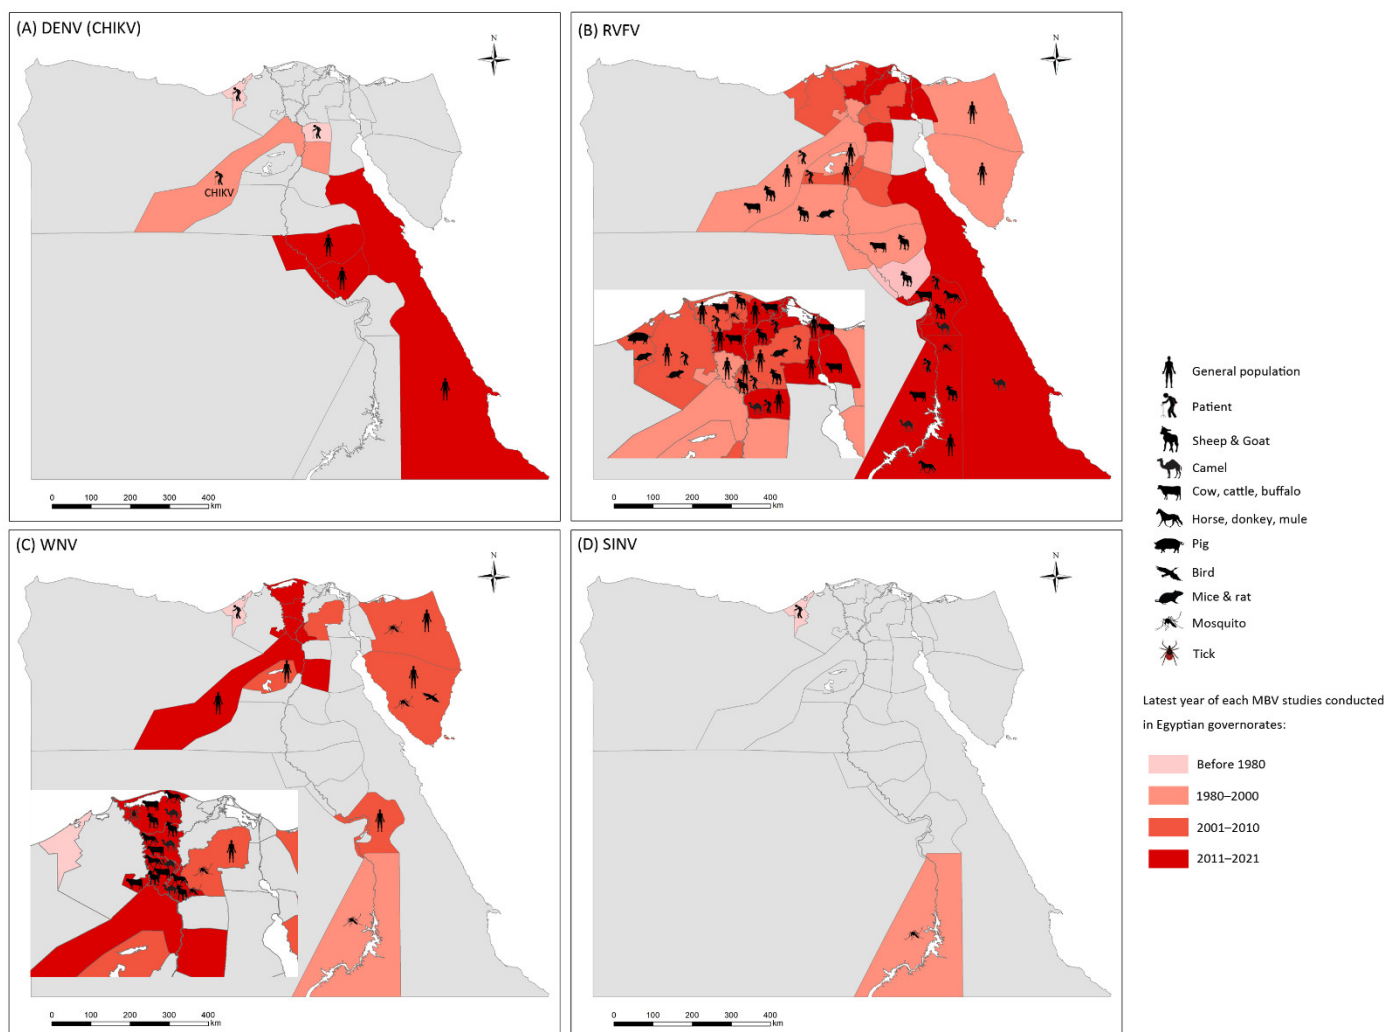 (A) DENV (CHIKV)
N
CHIKV
0 100 200 300 400
km
(B) RVFV
N
0 100 200 300 400
km
(C) WNV
N
0 100 200 300 400
km
(D) SINV
N
0 100 200 300 400
km
General population
Patient
Sheep & Goat
Camel
Cow, cattle, buffalo
Horse, donkey, mule
Pig
Bird
Mice & rat
Mosquito
Tick
Latest year of each MBV studies conducted
in Egyptian governorates:
Before 1980
1980–2000
2001–2010
2011–2021